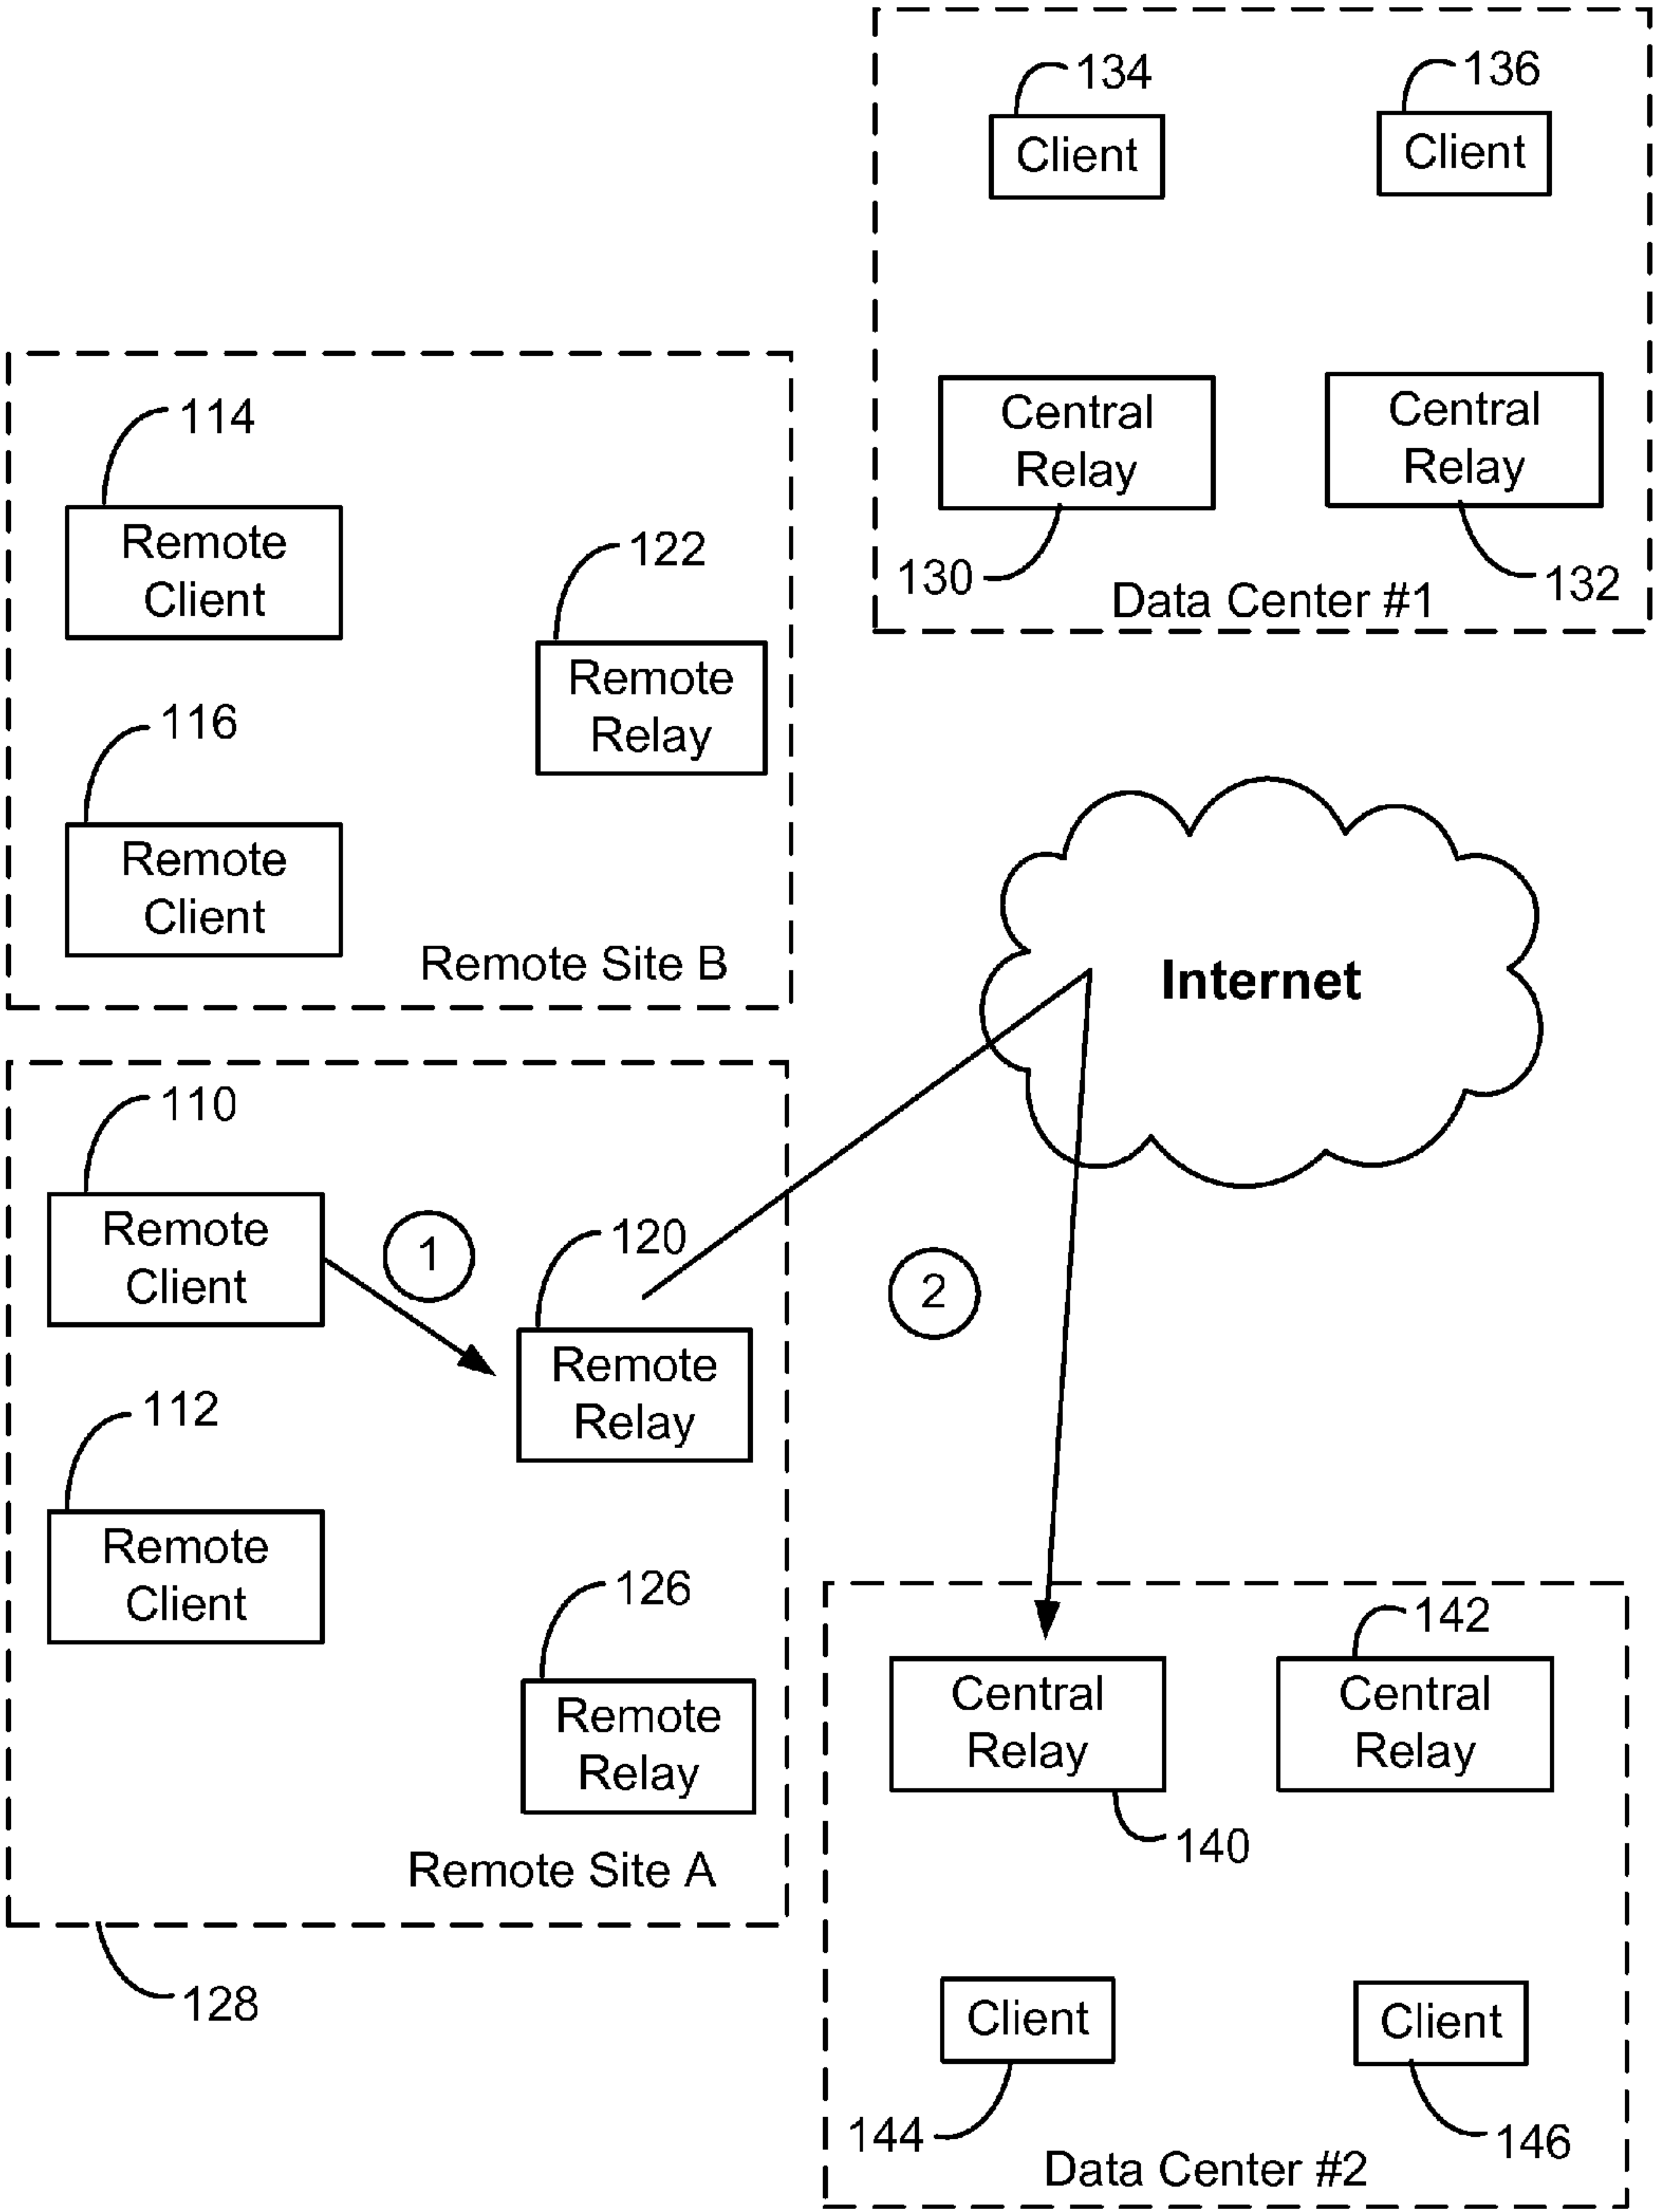 134
136
Client
Client
Central
Relay
Central
Relay
130
132
Data Center #1
114
Remote
Client
122
Remote
Relay
116
Remote
Client
Remote Site B
Internet
110
Remote
Client
1
120
Remote
Relay
2
112
Remote
Client
126
Remote
Relay
Remote Site A
128
142
Central
Relay
Central
Relay
140
Client
Client
144
146
Data Center #2